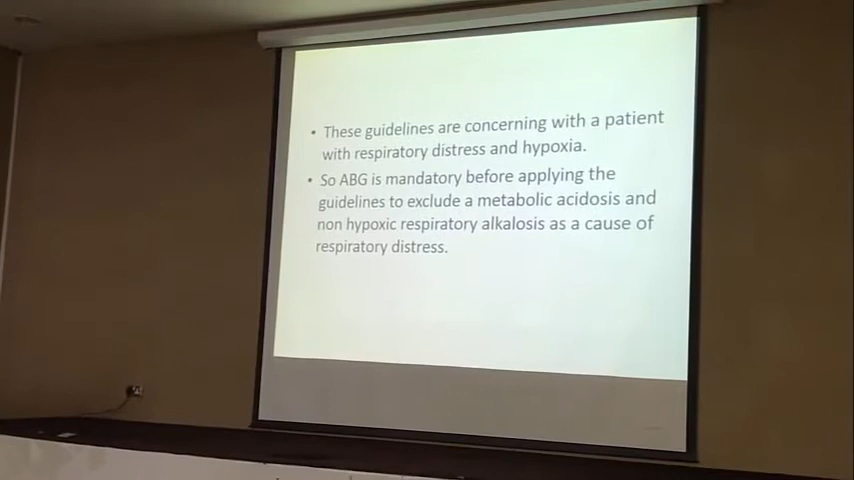 • These guidelines are concerning with a patient
with respiratory distress and hypoxia.
• So ABG is mandatory before applying the
guidelines to exclude a metabolic acidosis and
non hypoxic respiratory alkalosis as a cause of
respiratory distress.